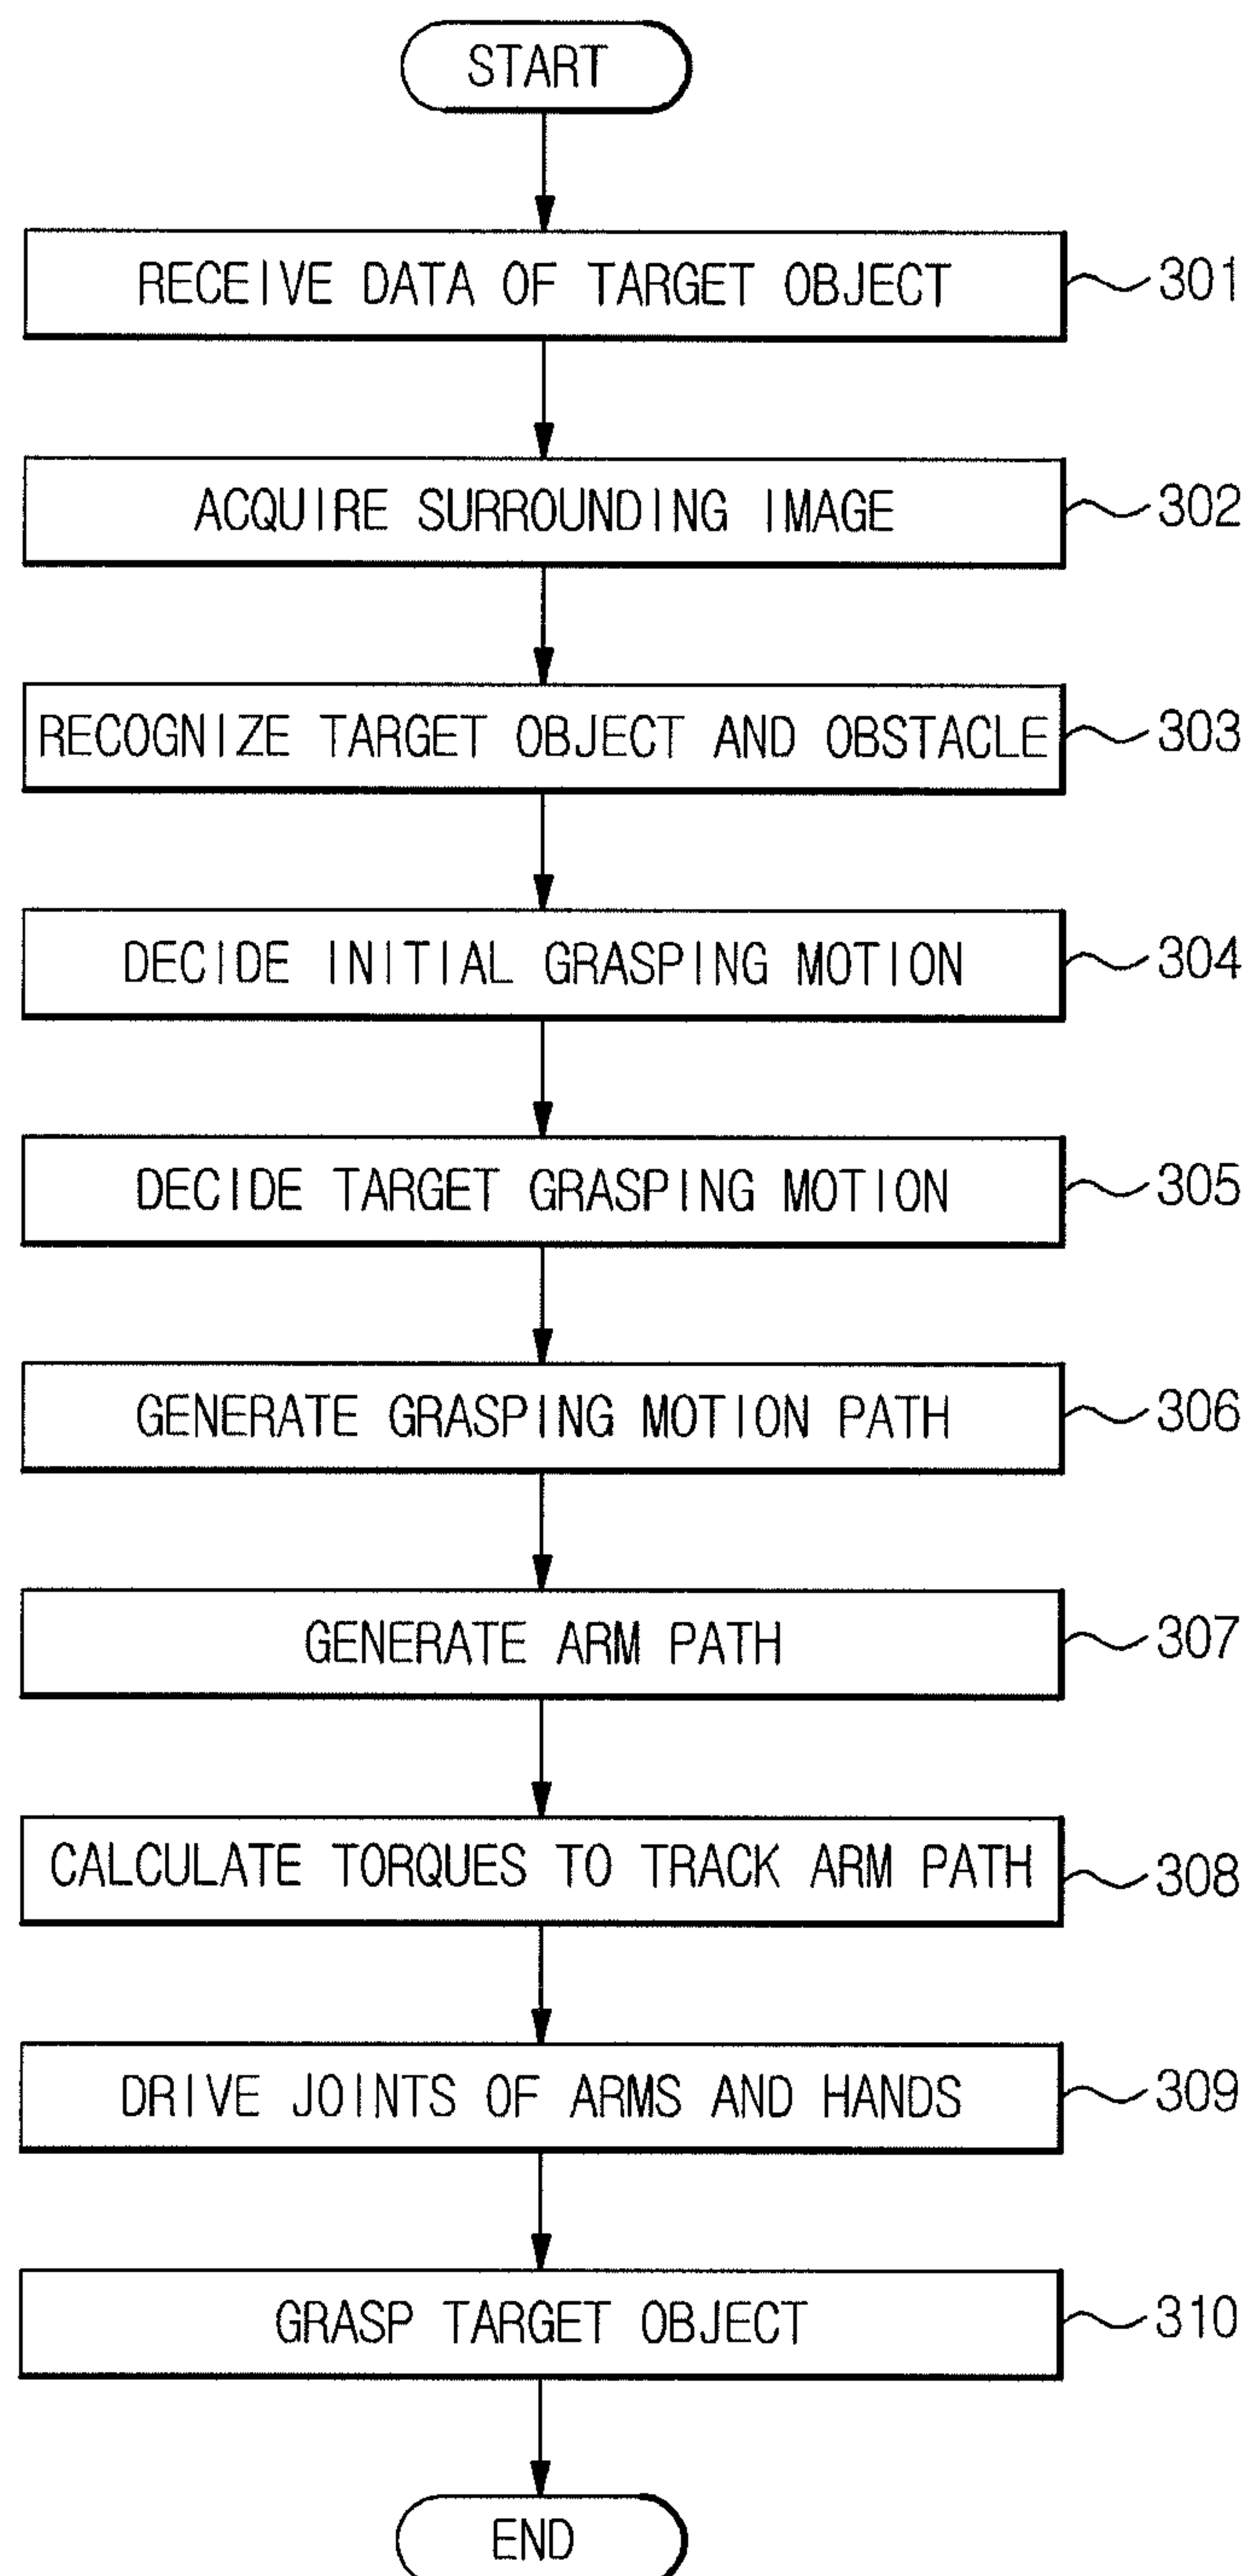 START
RECEIVE DATA OF TARGET OBJECT 301
ACQUIRE SURROUNDING IMAGE 302
RECOGNIZE TARGET OBJECT AND OBSTACLE 303
DECIDE INITIAL GRASPING MOTION 304
DECIDE TARGET GRASPING MOTION 305
GENERATE GRASPING MOTION PATH 306
GENERATE ARM PATH 307
CALCULATE TORQUES TO TRACK ARM PATH 308
DRIVE JOINTS OF ARMS AND HANDS 309
GRASP TARGET OBJECT 310
END